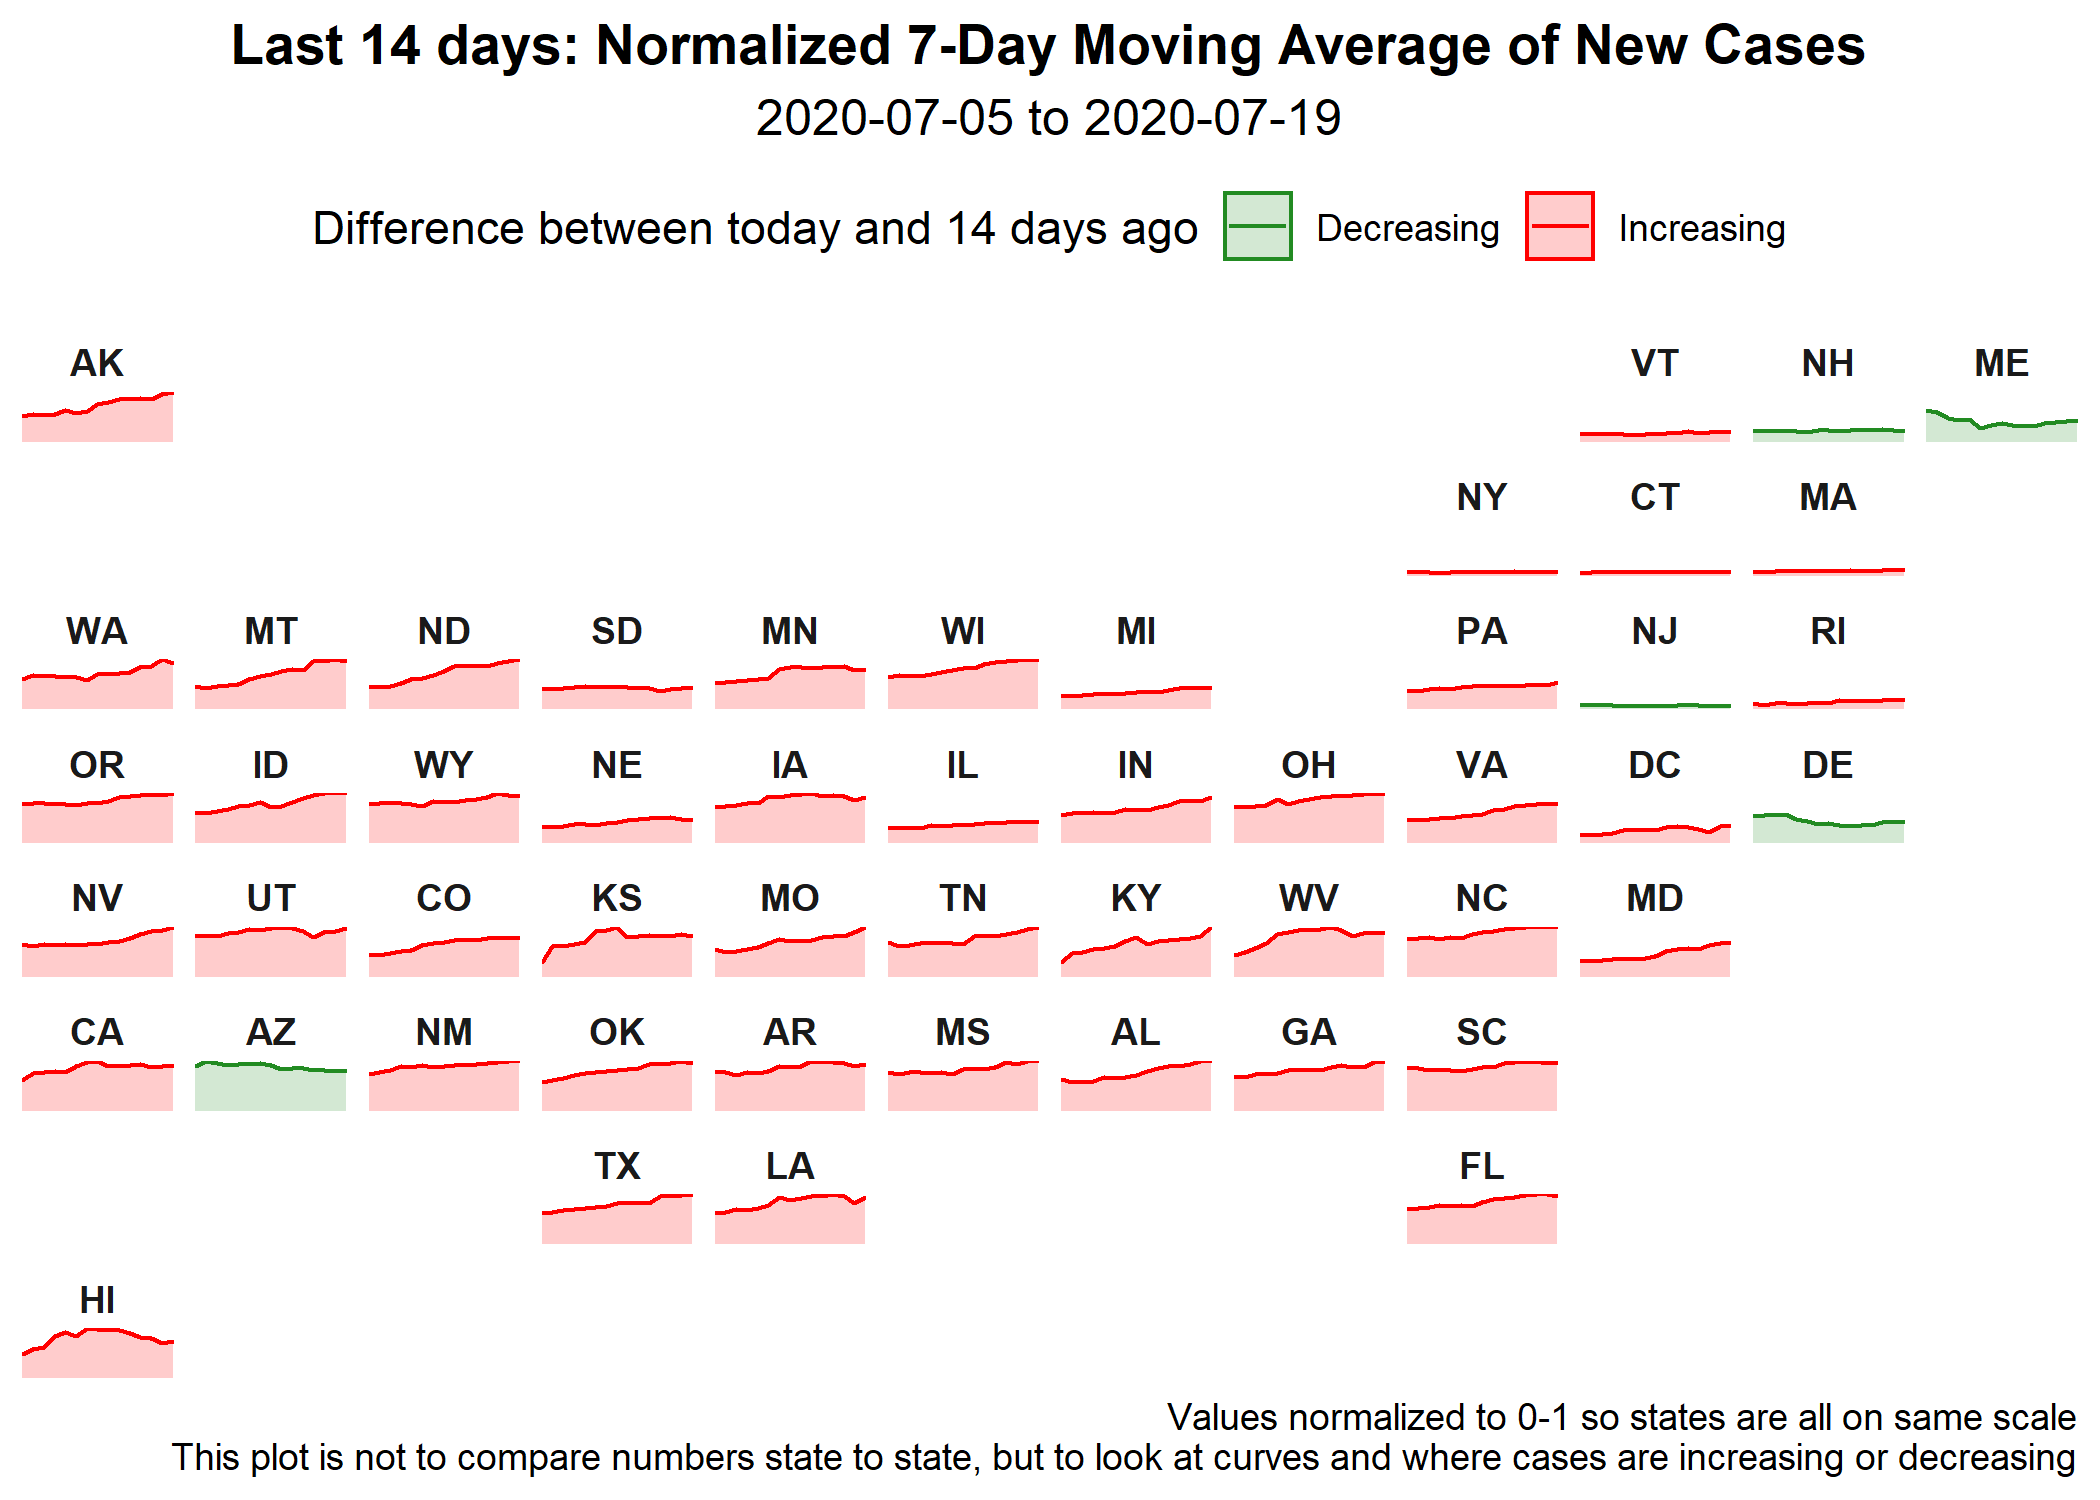 Last 14 days: Normalized 7-Day Moving Average of New Cases
2020-07-05 to 2020-07-19
Difference between today and 14 days ago Decreasing Increasing
AK VT NH ME
NY CT MA
WA MT ND SD MN WI MI PA NJ RI
OR ID WY NE IA IL IN OH VA DC DE
NV UT CO KS MO TN KY WV NC MD
CA AZ NM OK AR MS AL GA SC
TX LA FL
HI
Values normalized to 0-1 so states are all on same scale
This plot is not to compare numbers state to state, but to look at curves and where cases are increasing or decreasing